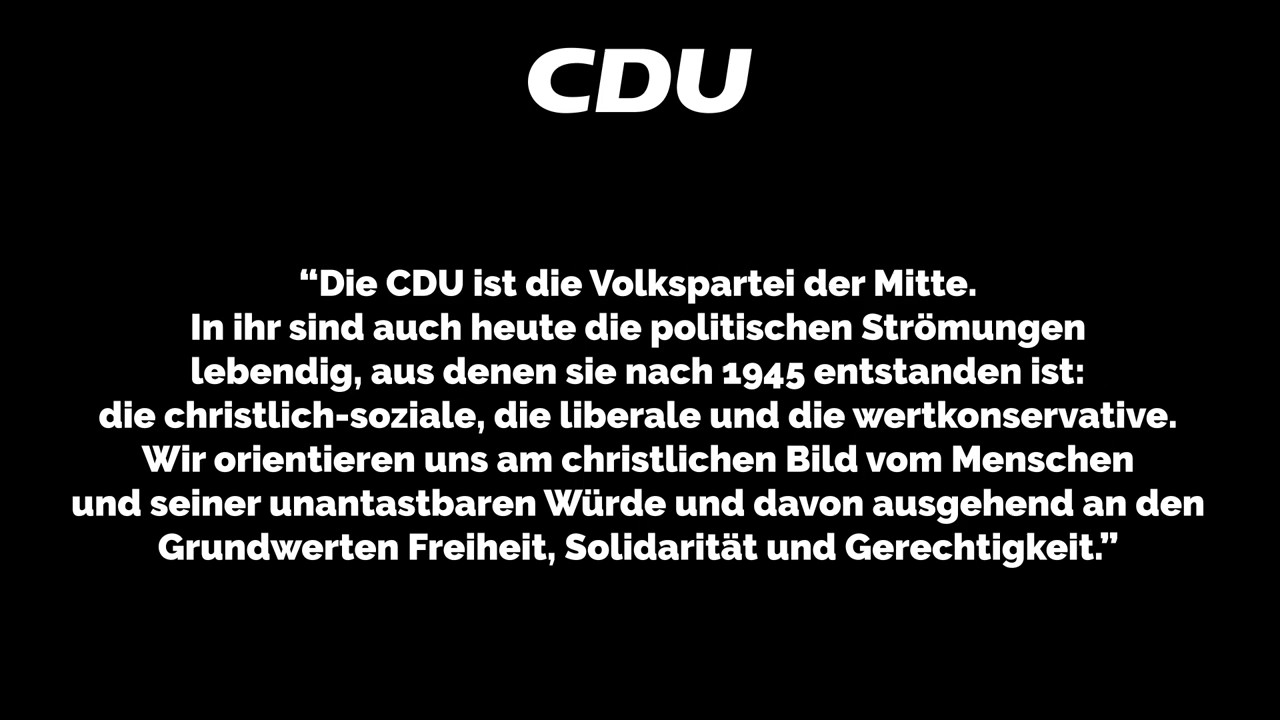 CDU
“Die CDU ist die Volkspartei der Mitte.
In ihr sind auch heute die politischen Strömungen
lebendig, aus denen sie nach 1945 entstanden ist:
die christlich-soziale, die liberale und die wertkonservative.
Wir orientieren uns am christlichen Bild vom Menschen
und seiner unantastbaren Würde und davon ausgehend an den
Grundwerten Freiheit, Solidarität und Gerechtigkeit.”